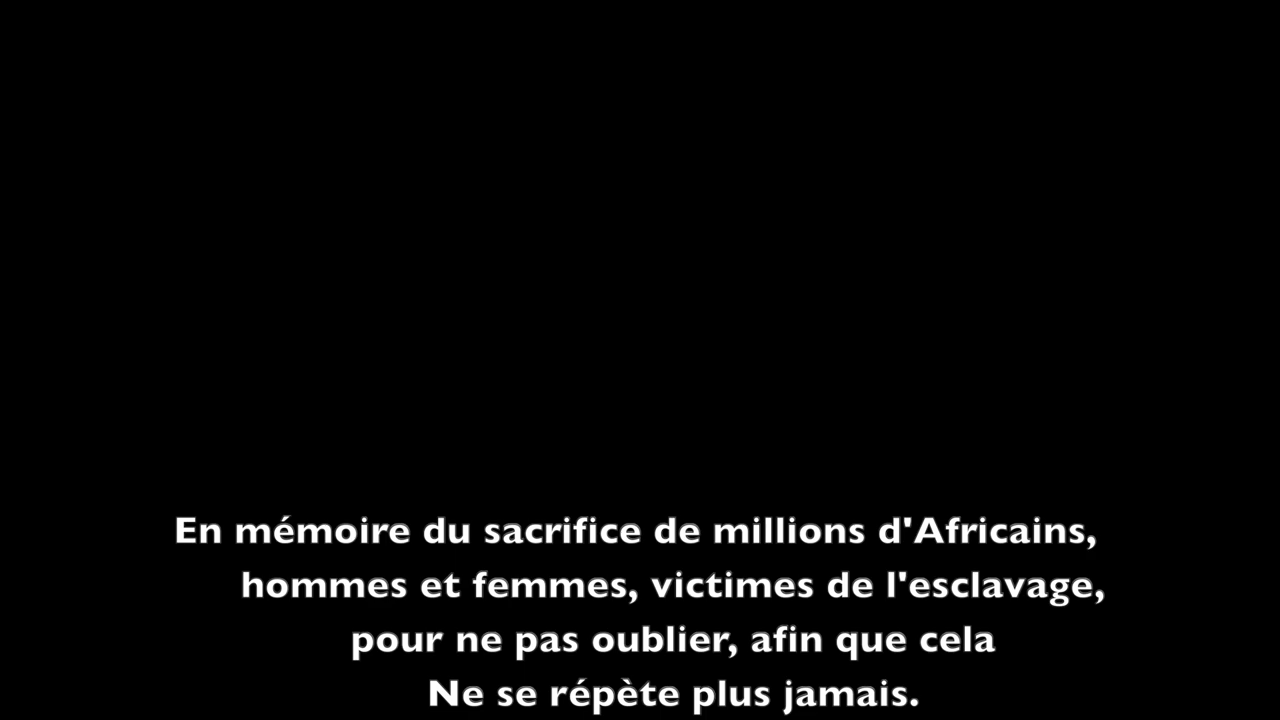 En mémoire du sacrifice de millions d'Africains,
hommes et femmes, victimes de l'esclavage,
pour ne pas oublier, afin que cela
Ne se répète plus jamais.